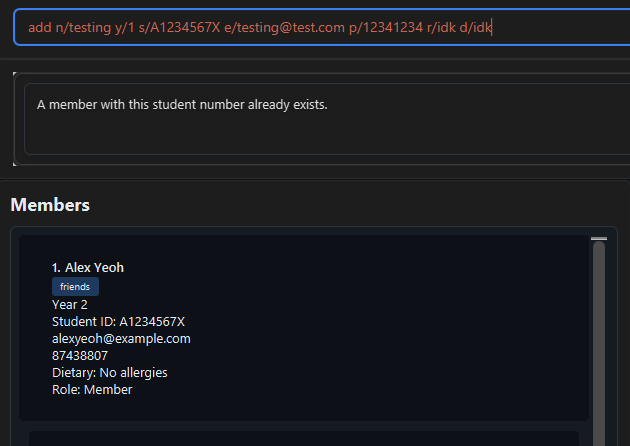 add n/testing y/1 s/A1234567X e/testing@test.com p/12341234 r/idk d/idk
A member with this student number already exists.
Members
1. Alex Yeoh
friends
Year 2
Student ID: A1234567X
alexyeoh@example.com
87438807
Dietary: No allergies
Role: Member